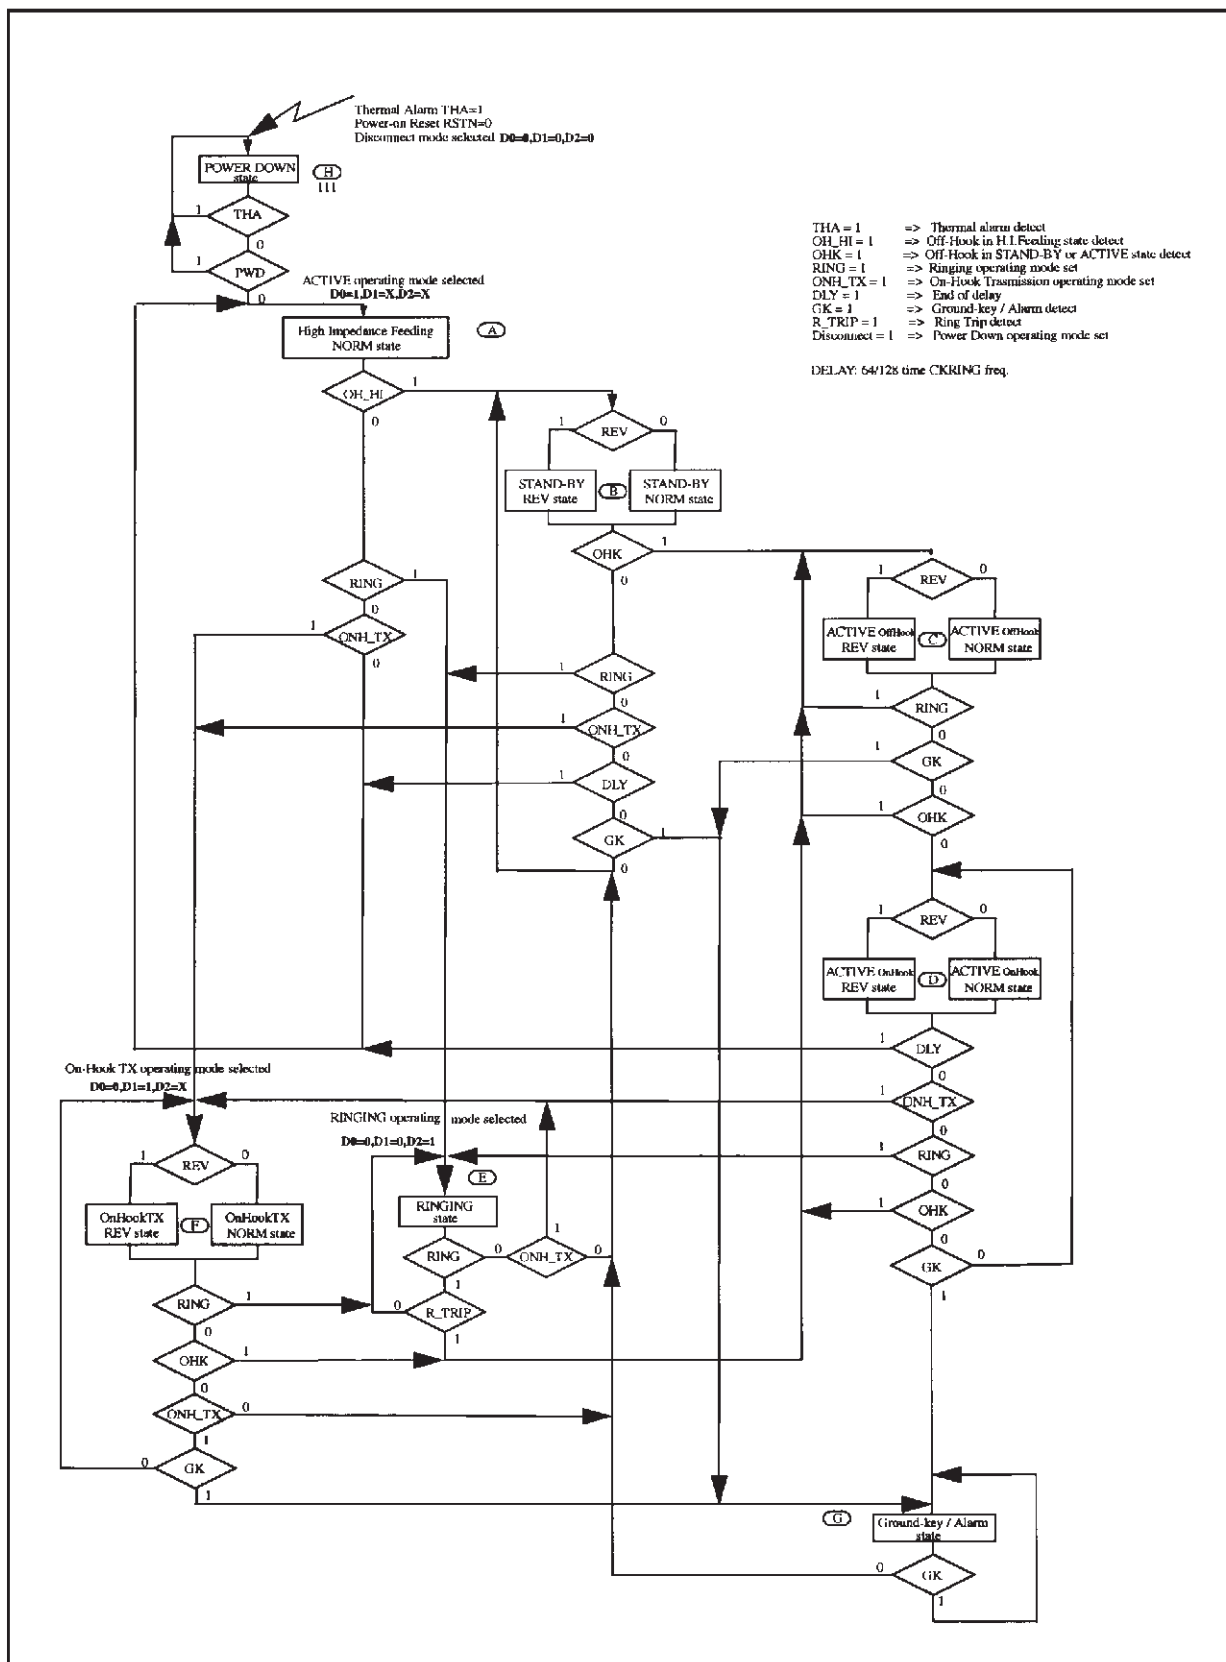 Thermal Alarm THA=1
Power-on Reset RSTN=0
Disconnect mode selected D0=0,D1=0,D2=0
POWER DOWN
state
H
111
1
THA
0
1
PWD
0
ACTIVE operating mode selected
D0=1,D1=X,D2=X
THA = 1 => Thermal alarm detect
OH_HI = 1 => Off-Hook in H.I.Feeding state detect
OHK = 1 => Off-Hook in STAND-BY or ACTIVE state detect
RING = 1 => Ringing operating mode set
ONH_TX = 1 => On-Hook Trasmission operating mode set
DLY = 1 => End of delay
GK = 1 => Ground-key / Alarm detect
R_TRIP = 1 => Ring Trip detect
Disconnect = 1 => Power Down operating mode set
DELAY: 64/128 time CKRING freq.
High Impedance Feeding
NORM state
A
OH_HI
1
0
1
REV
0
STAND-BY
REV state
B
STAND-BY
NORM state
OHK
1
0
RING
1
0
1
ONH_TX
0
1
RING
0
1
ONH_TX
0
1
DLY
0
GK
1
0
1
REV
0
ACTIVE OffHook
REV state
C
ACTIVE OffHook
NORM state
1
RING
0
1
GK
0
1
OHK
0
1
REV
0
ACTIVE OnHook
REV state
D
ACTIVE OnHook
NORM state
1
DLY
0
1
ONH_TX
0
1
RING
0
1
OHK
0
GK
0
1
On-Hook TX operating mode selected
D0=0,D1=1,D2=X
1
REV
0
OnHookTX
REV state
F
OnHookTX
NORM state
RING
1
0
OHK
1
0
ONH_TX
0
1
0
GK
1
RINGING operating mode selected
D0=0,D1=0,D2=1
E
RINGING
state
RING
0
1
1
ONH_TX
0
0
R_TRIP
1
G
Ground-key / Alarm
state
0
GK
1